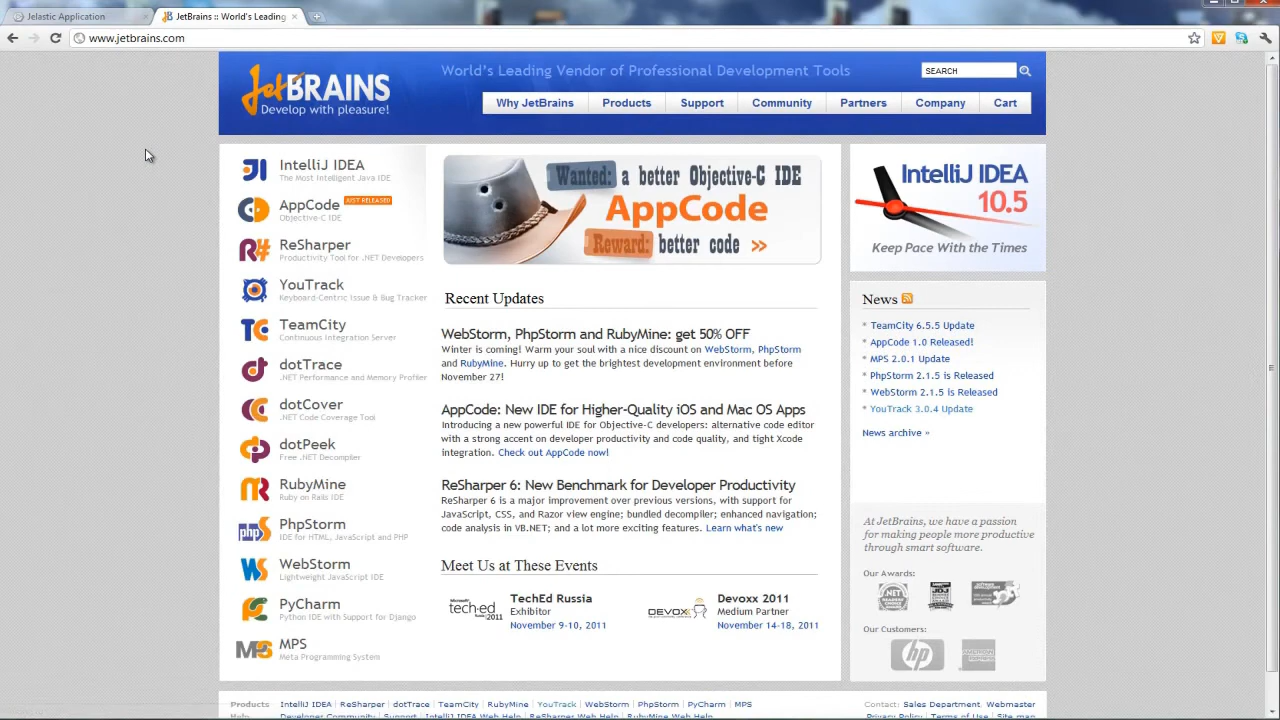 Jelastic Application
JetBrains :: World's Leading
www.jetbrains.com
JetBRAINS
Develop with pleasure!
World's Leading Vendor of Professional Development Tools
SEARCH
Why JetBrains
Products
Support
Community
Partners
Company
Cart
IntelliJ IDEA
The Most Intelligent Java IDE
AppCode JUST RELEASED
Objective-C IDE
R# ReSharper
Productivity Tool for .NET Developers
YouTrack
Keyboard-Centric Issue & Bug Tracker
TC TeamCity
Continuous Integration Server
dotTrace
.NET Performance and Memory Profiler
dotCover
.NET Code Coverage Tool
dotPeek
Free .NET Decompiler
RubyMine
Ruby on Rails IDE
PhpStorm
IDE for HTML, JavaScript and PHP
WS WebStorm
Lightweight JavaScript IDE
PyCharm
Python IDE with Support for Django
MPS MPS
Meta Programming System
Wanted: a better Objective-C IDE
AppCode
Reward: better code »
Recent Updates
WebStorm, PhpStorm and RubyMine: get 50% OFF
Winter is coming! Warm your soul with a nice discount on WebStorm, PhpStorm
and RubyMine. Hurry up to get the brightest development environment before
November 27!
AppCode: New IDE for Higher-Quality iOS and Mac OS Apps
Introducing a new powerful IDE for Objective-C developers: alternative code editor
with a strong accent on developer productivity and code quality, and tight Xcode
integration. Check out AppCode now!
ReSharper 6: New Benchmark for Developer Productivity
ReSharper 6 is a major improvement over previous versions, with support for
JavaScript, CSS, and Razor view engine; bundled decompiler; enhanced navigation;
code analysis in VB.NET; and a lot more exciting features. Learn what's new
Meet Us at These Events
TechEd Russia
Exhibitor
November 9-10, 2011
Devoxx 2011
Medium Partner
November 14-18, 2011
IntelliJ IDEA
10.5
Keep Pace With the Times
News
* TeamCity 6.5.5 Update
* AppCode 1.0 Released!
* MPS 2.0.1 Update
* PhpStorm 2.1.5 is Released
* WebStorm 2.1.5 is Released
* YouTrack 3.0.4 Update
News archive »
At JetBrains, we have a passion
for making people more productive
through smart software.
Our Awards:
Our Customers:
hp
Products IntelliJ IDEA ReSharper dotTrace TeamCity RubyMine YouTrack WebStorm PhpStorm PyCharm MPS
Help Developer Community Support IntelliJ IDEA Web Help ReSharper Web Help RubyMine Web Help
Contact: Sales Department Webmaster
Privacy Policy Terms of Use Site map